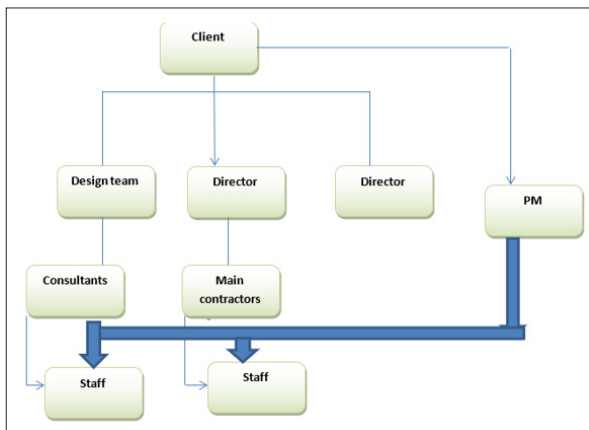 Client
Design team
Director
Director
PM
Consultants
Main
contractors
Staff
Staff